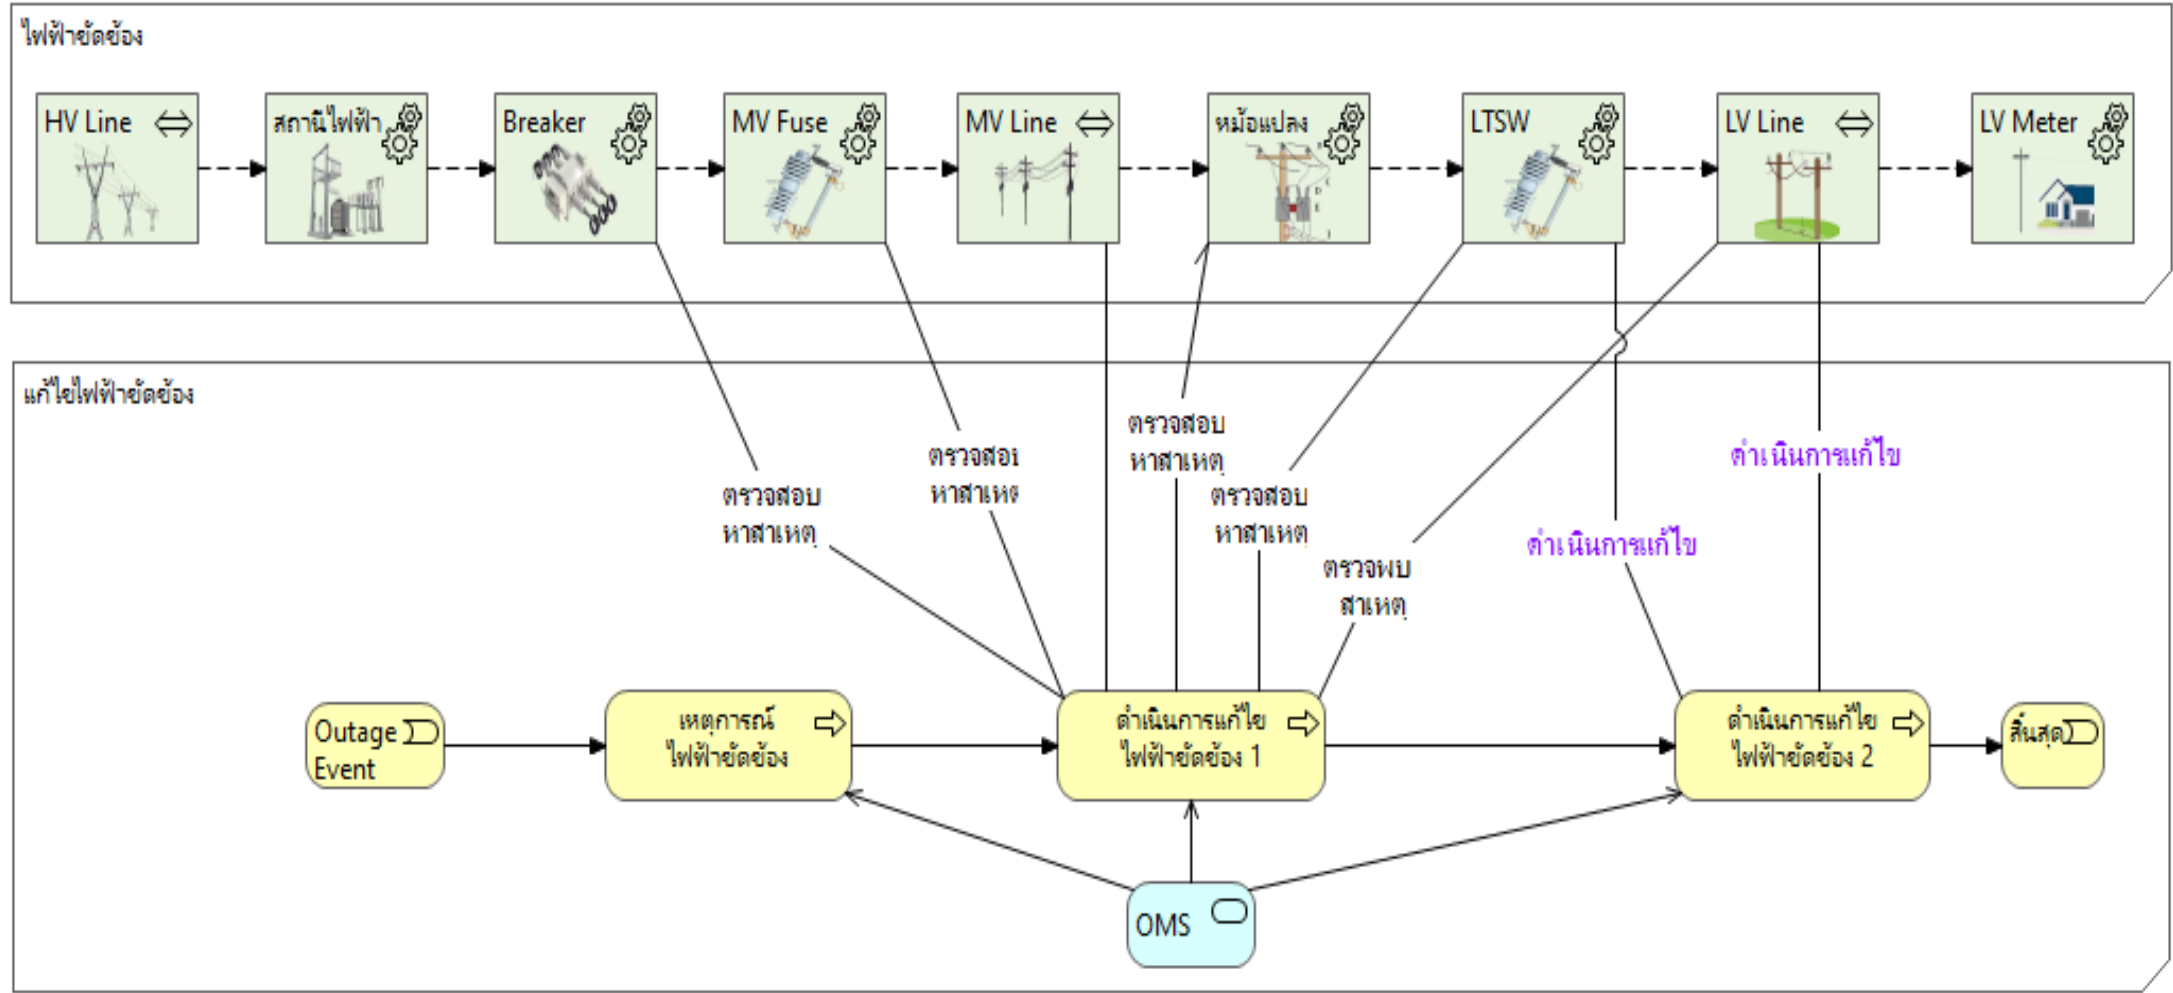 ไฟฟ้าขัดข้อง
HV Line
สถานีไฟฟ้า
Breaker
MV Fuse
MV Line
หม้อแปลง
LTSW
LV Line
LV Meter
แก้ไขไฟฟ้าขัดข้อง
ตรวจสอบ
หาสาเหตุ
ตรวจสอบ
หาสาเหตุ
ตรวจสอบ
หาสาเหตุ
ตรวจสอบ
หาสาเหตุ
ตรวจพบ
สาเหตุ
ดำเนินการแก้ไข
ดำเนินการแก้ไข
Outage
Event
เหตุการณ์
ไฟฟ้าขัดข้อง
ดำเนินการแก้ไข
ไฟฟ้าขัดข้อง 1
ดำเนินการแก้ไข
ไฟฟ้าขัดข้อง 2
สิ้นสุด
OMS